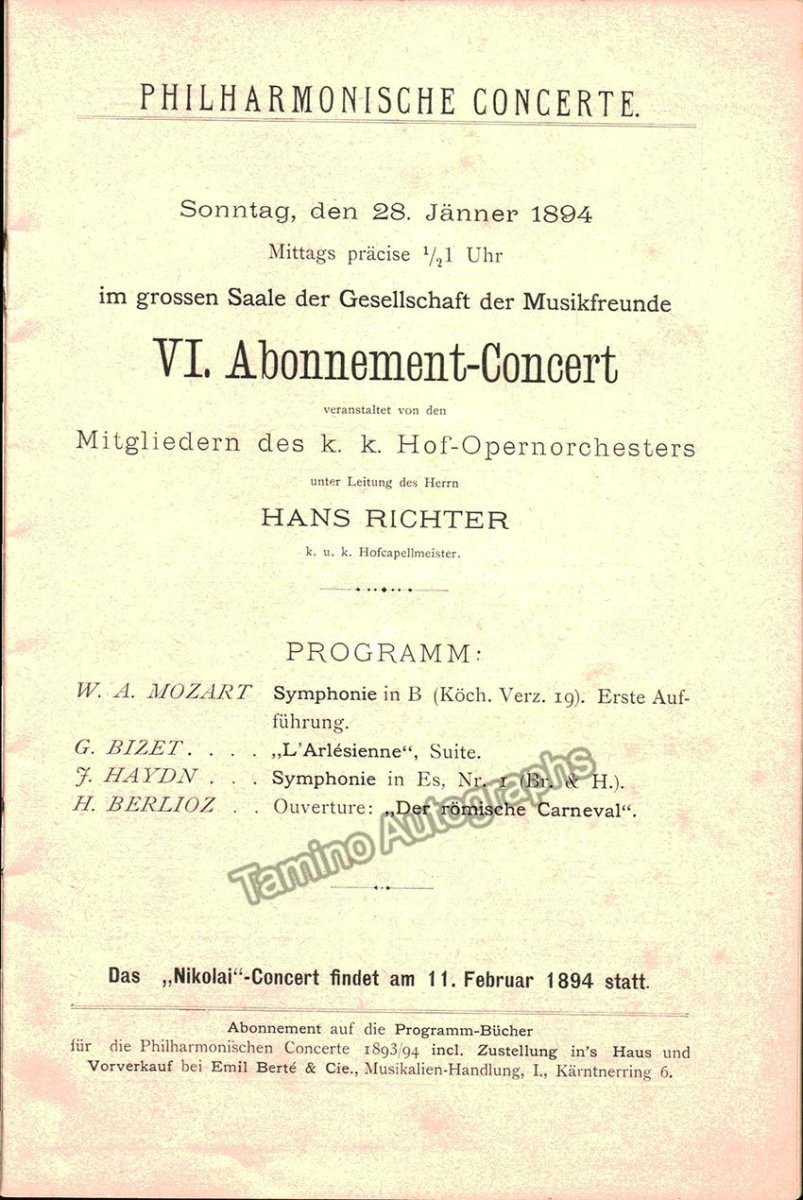 PHILHARMONISCHE CONCERTE.
Sonntag, den 28. Jänner 1894
Mittags präcise 1/2 1 Uhr
im grossen Saale der Gesellschaft der Musikfreunde
VI. Abonnement-Concert
veranstaltet von den
Mitgliedern des k. k. Hof-Opernorchesters
unter Leitung des Herrn
HANS RICHTER
k. u. k. Hofcapellmeister.
PROGRAMM:
W. A. MOZART Symphonie in B (Köch. Verz. 19). Erste Auf-
führung.
G. BIZET. . . . „L'Arlésienne“, Suite.
J. HAYDN . . . Symphonie in Es, Nr. 1 (Br. & H.).
H. BERLIOZ . . Ouverture: „Der römische Carneval“.
Tamino Autographs
Das „Nikolai“-Concert findet am 11. Februar 1894 statt.
Abonnement auf die Programm-Bücher
für die Philharmonischen Concerte 1893/94 incl. Zustellung in's Haus und
Vorverkauf bei Emil Berté & Cie., Musikalien-Handlung, I., Kärntnerring 6.